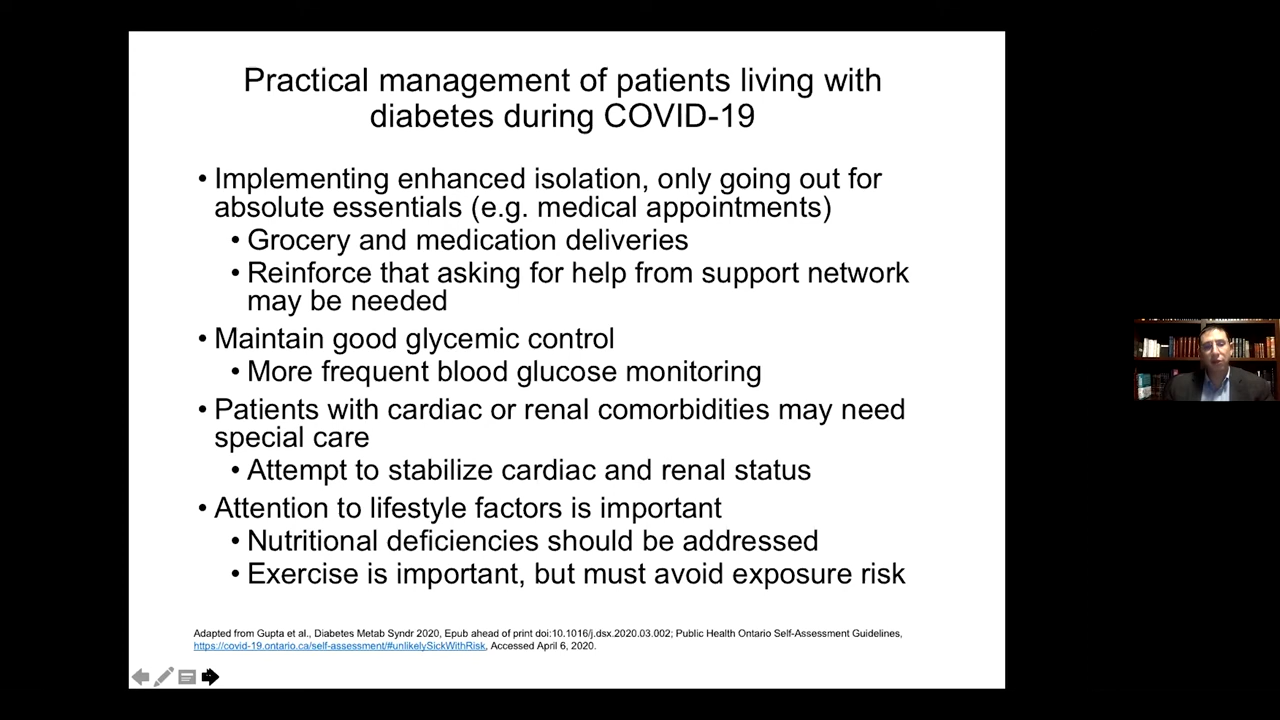 Practical management of patients living with
diabetes during COVID-19
• Implementing enhanced isolation, only going out for
absolute essentials (e.g. medical appointments)
• Grocery and medication deliveries
• Reinforce that asking for help from support network
may be needed
• Maintain good glycemic control
• More frequent blood glucose monitoring
• Patients with cardiac or renal comorbidities may need
special care
• Attempt to stabilize cardiac and renal status
• Attention to lifestyle factors is important
• Nutritional deficiencies should be addressed
• Exercise is important, but must avoid exposure risk
Adapted from Gupta et al., Diabetes Metab Syndr 2020, Epub ahead of print doi:10.1016/j.dsx.2020.03.002; Public Health Ontario Self-Assessment Guidelines,
https://covid-19.ontario.ca/self-assessment/#unlikelySickWithRisk, Accessed April 6, 2020.